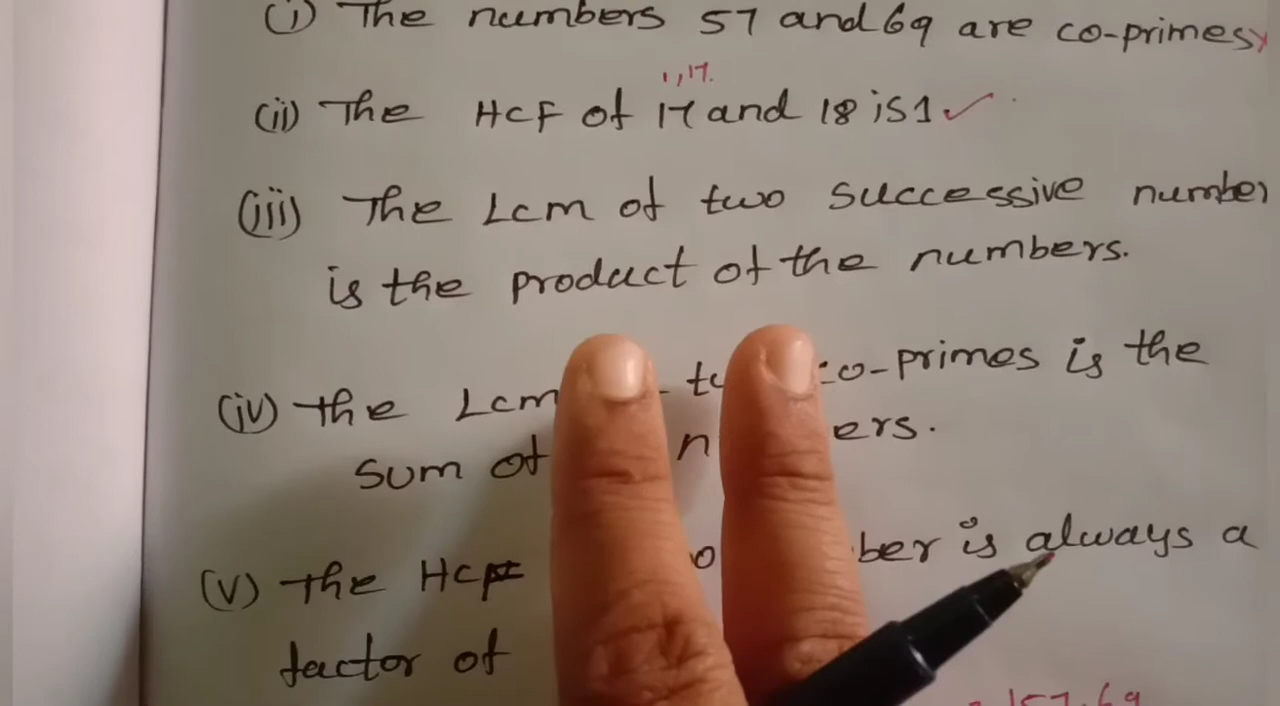 (i) The numbers 57 and 69 are co-primes x
1, 17.
(ii) The HCF of 17 and 18 is 1 ✓
(iii) The Lcm of two successive number
is the product of the numbers.
(iv) the Lcm co-primes is the
sum of
(v) the HCF is always a
factor of
57, 69